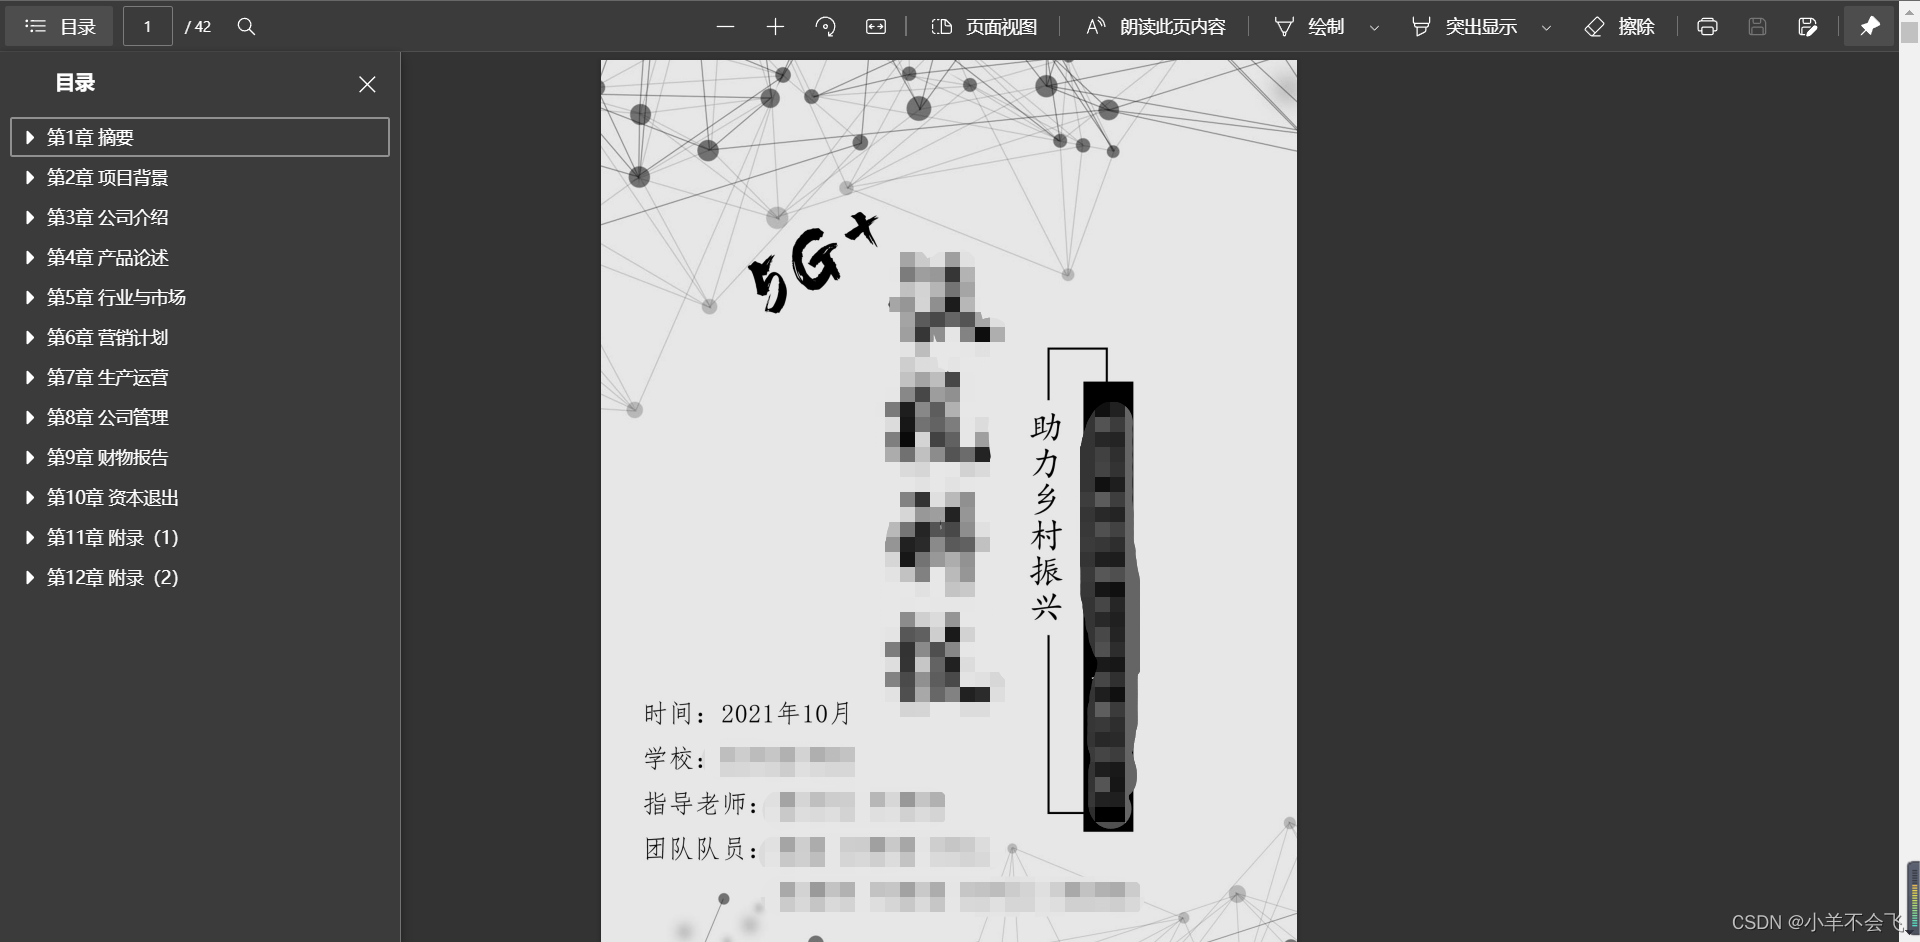 目录
1
/ 42
页面视图
朗读此页内容
绘制
突出显示
擦除
目录
第1章 摘要
第2章 项目背景
第3章 公司介绍
第4章 产品论述
第5章 行业与市场
第6章 营销计划
第7章 生产运营
第8章 公司管理
第9章 财物报告
第10章 资本退出
第11章 附录（1）
第12章 附录（2）
5G+
助力乡村振兴
时间：2021年10月
学校：
指导老师：
团队队员：
CSDN @小羊不会飞